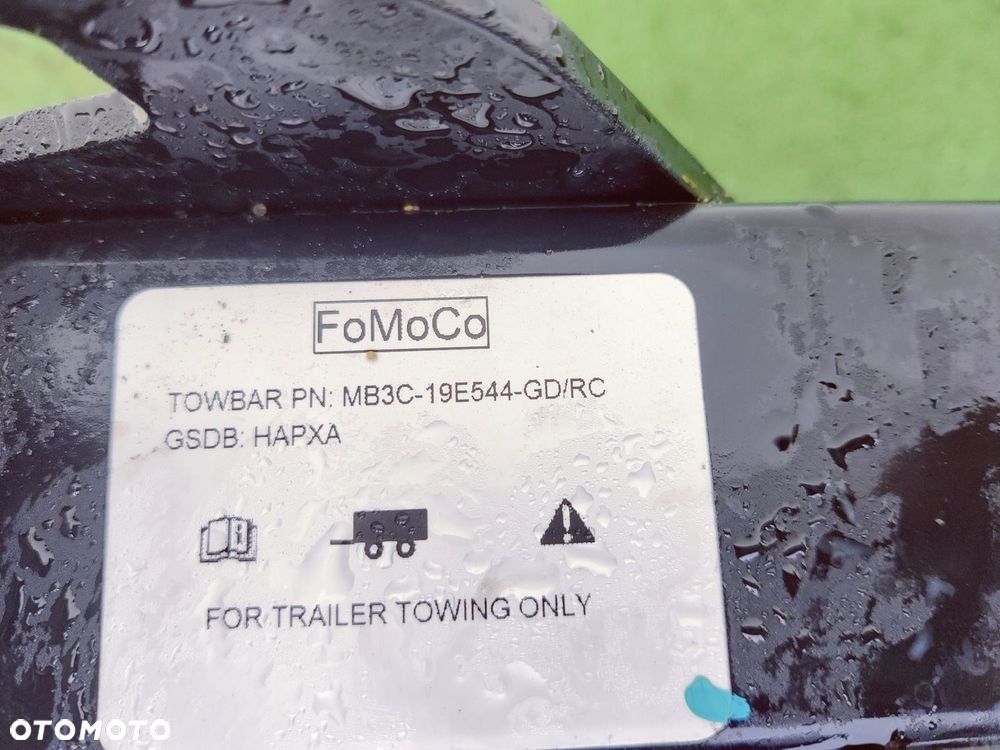 FoMoCo
TOWBAR PN: MB3C-19E544-GD/RC
GSDB: HAPXA
FOR TRAILER TOWING ONLY
OTOMOTO